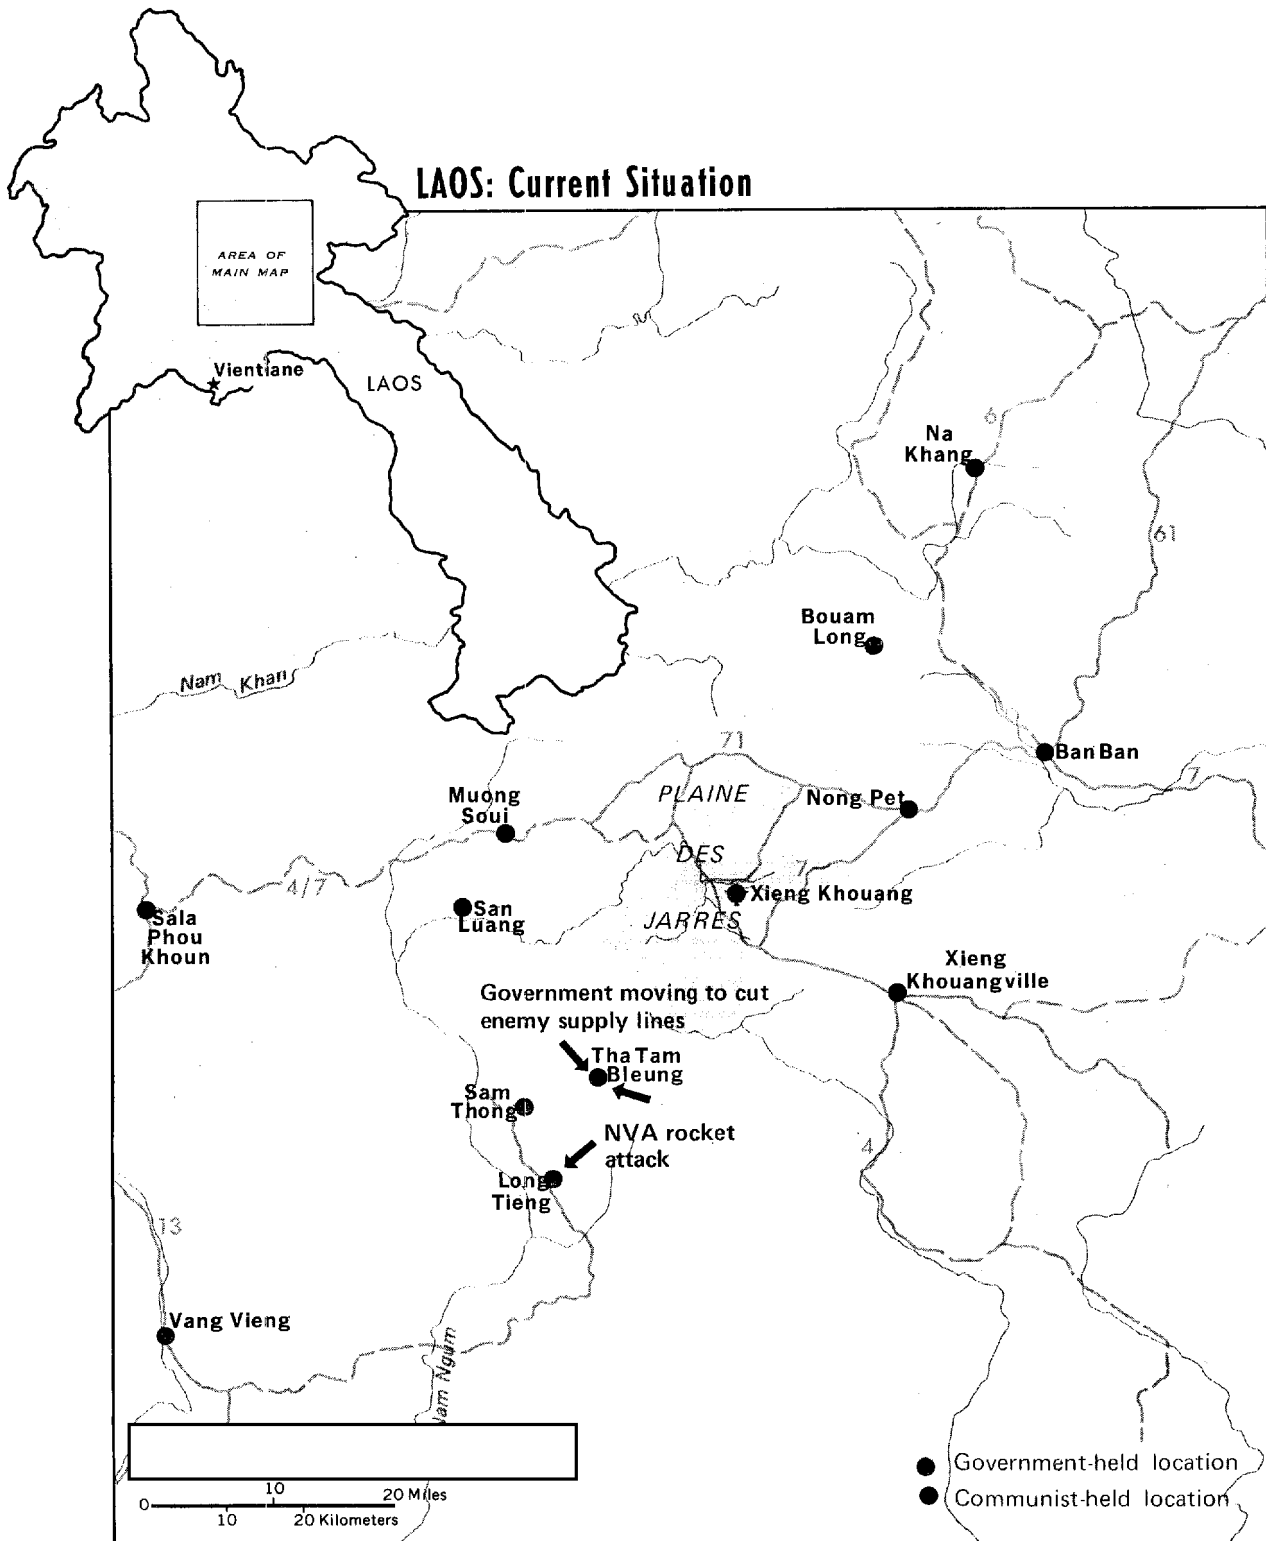 LAOS: Current Situation
AREA OF
MAIN MAP
Vientiane
LAOS
6
Na
Khang
61
Bouam
Long
Nam Khan
71
Ban Ban
7
Muong
Soui
PLAINE
Nong Pet
DES
7
4/7
Xieng Khouang
JARRES
San
Luang
Sala
Phou
Khoun
Xieng
Khouangville
Government moving to cut
enemy supply lines
Tha Tam
Bleung
Sam
Thong
NVA rocket
attack
4
Long
Tieng
13
Vang Vieng
Nam Ngum
Government-held location
Communist-held location
10
20 Miles
0
10
20 Kilometers